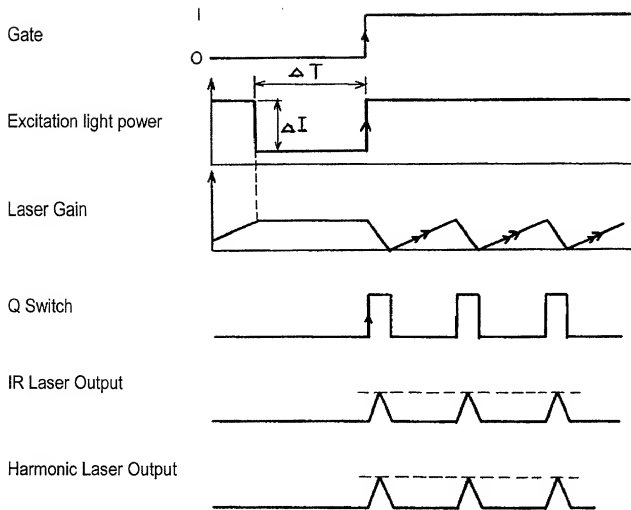 I
Gate
O
ΔT
Excitation light power
ΔI
Laser Gain
Q Switch
IR Laser Output
Harmonic Laser Output